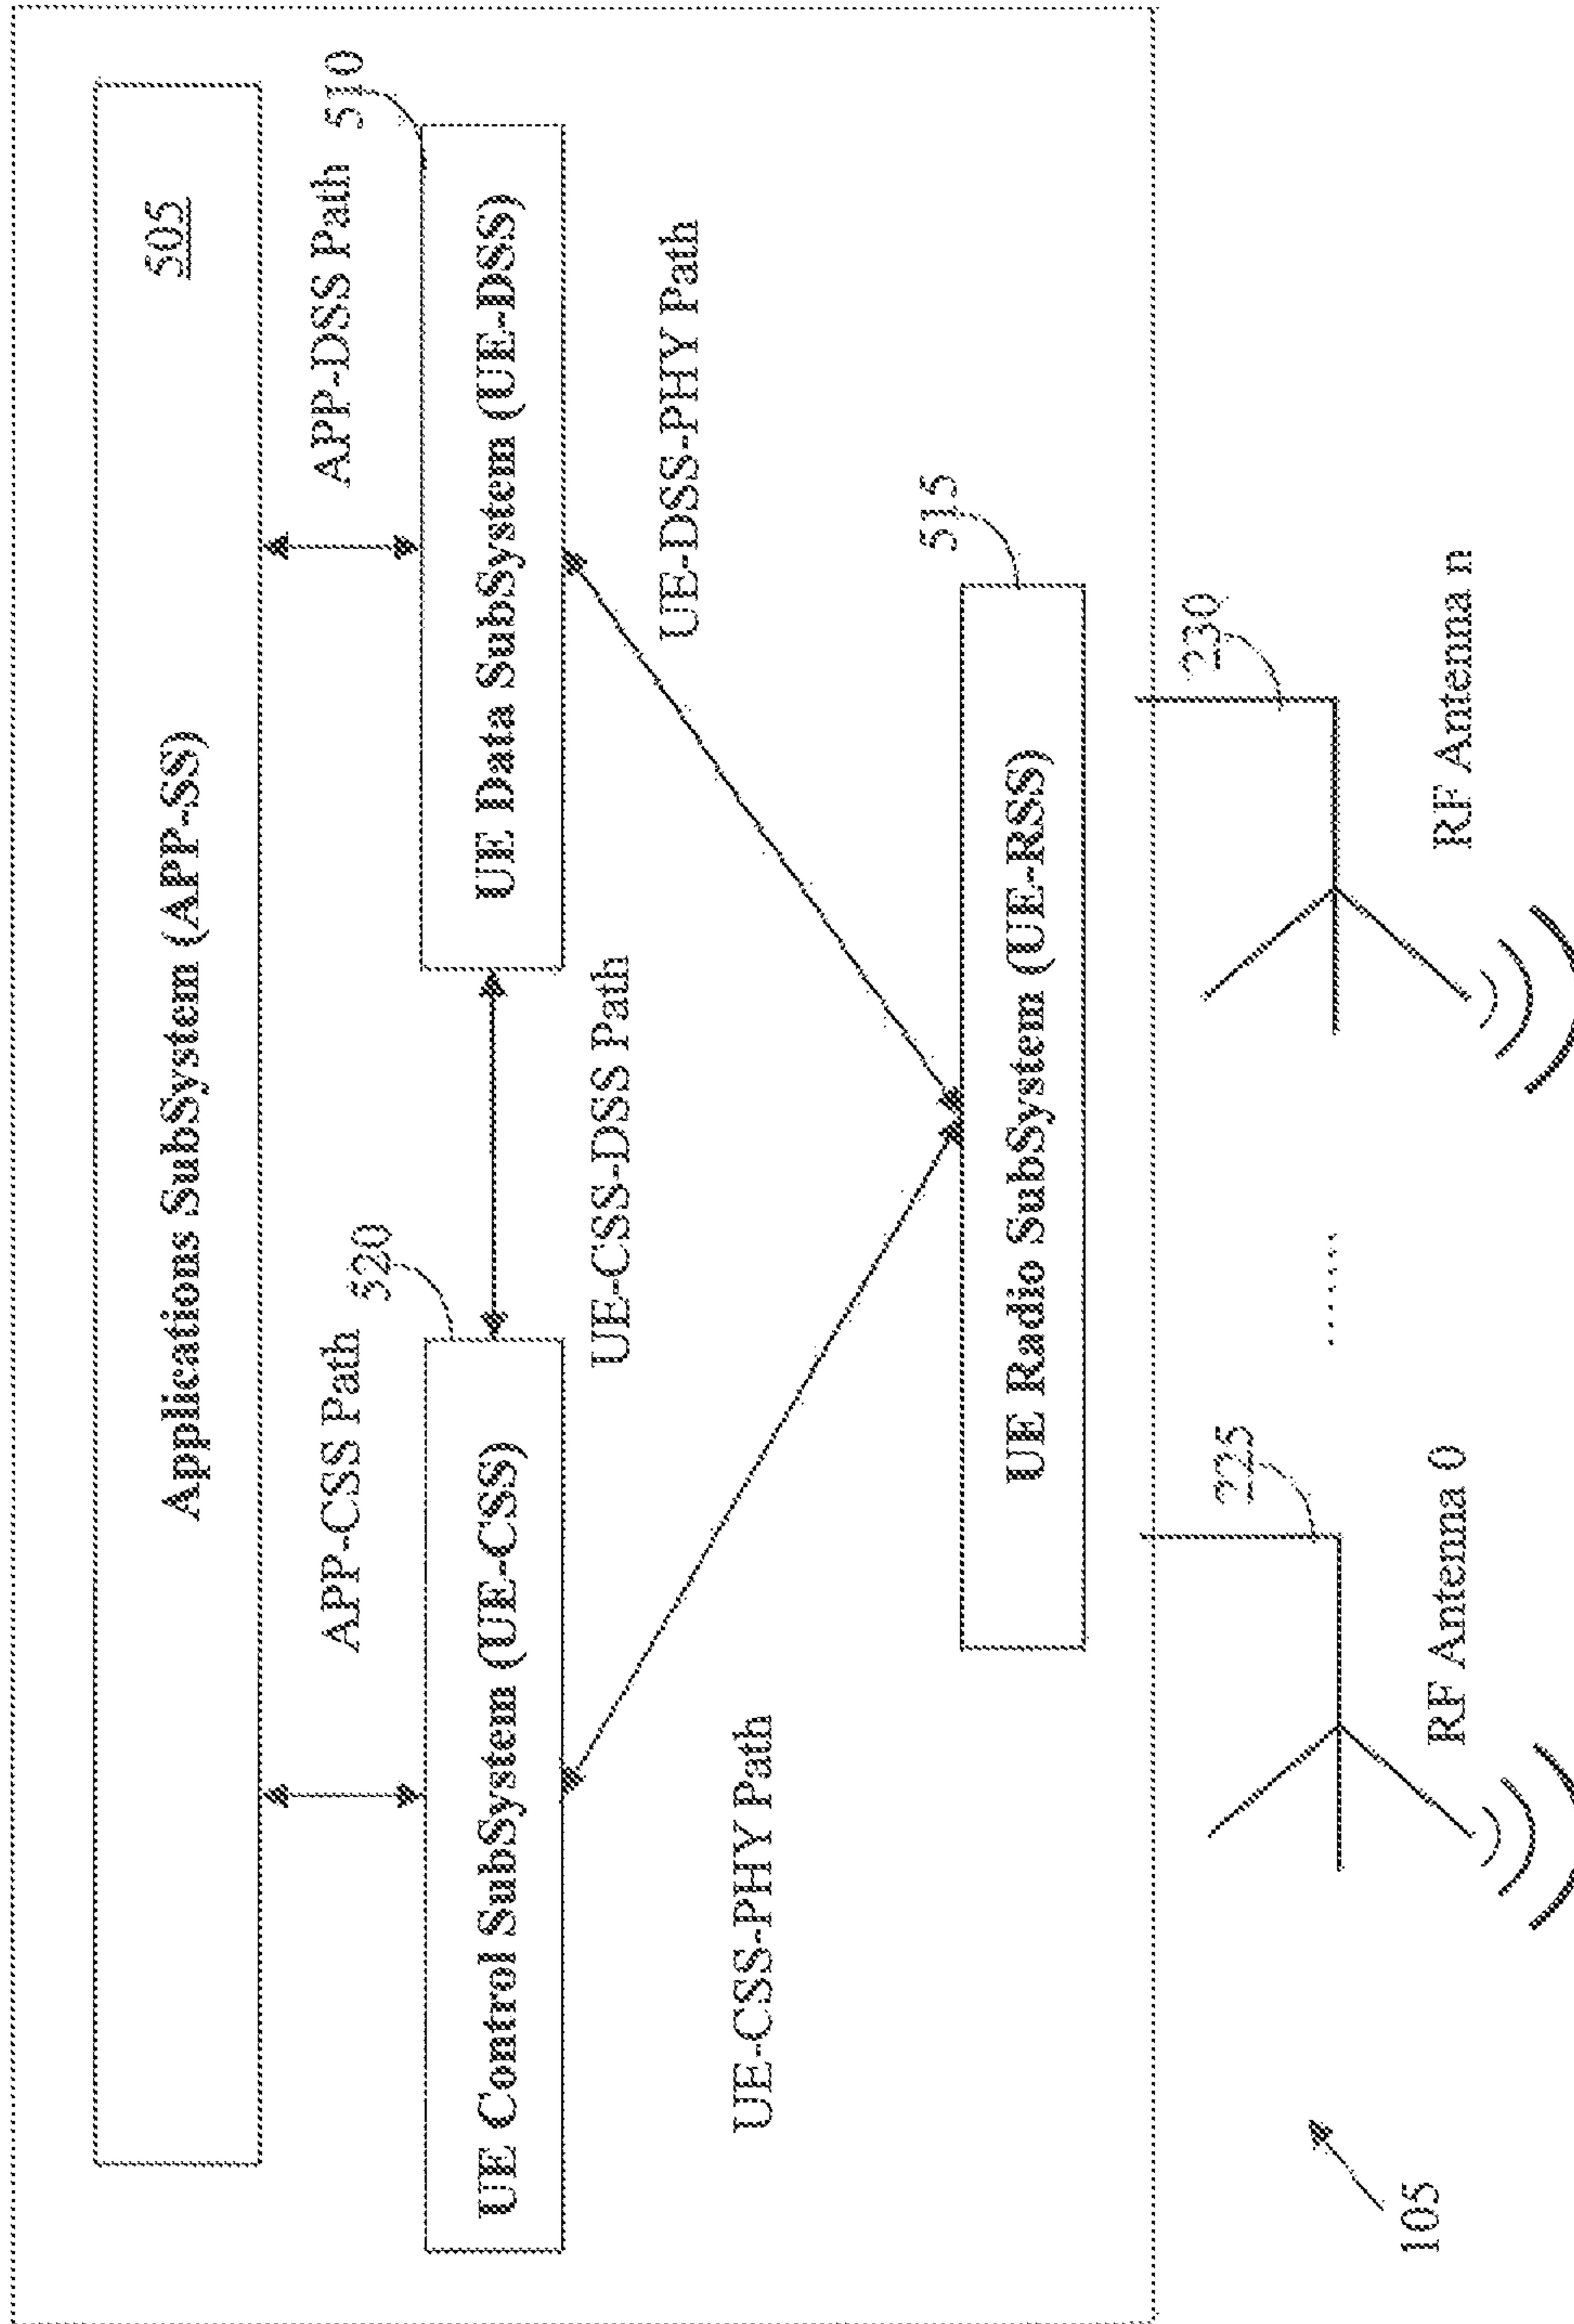 505
Applications SubSystem (APP-SS)
APP-CSS Path
520
APP-DSS Path
510
UE Control SubSystem (UE-CSS)
UE-CSS-DSS Path
UE Data SubSystem (UE-DSS)
UE-CSS-PHY Path
UE-DSS-PHY Path
515
UE Radio SubSystem (UE-RSS)
225
230
RF Antenna 0
......
RF Antenna n
105